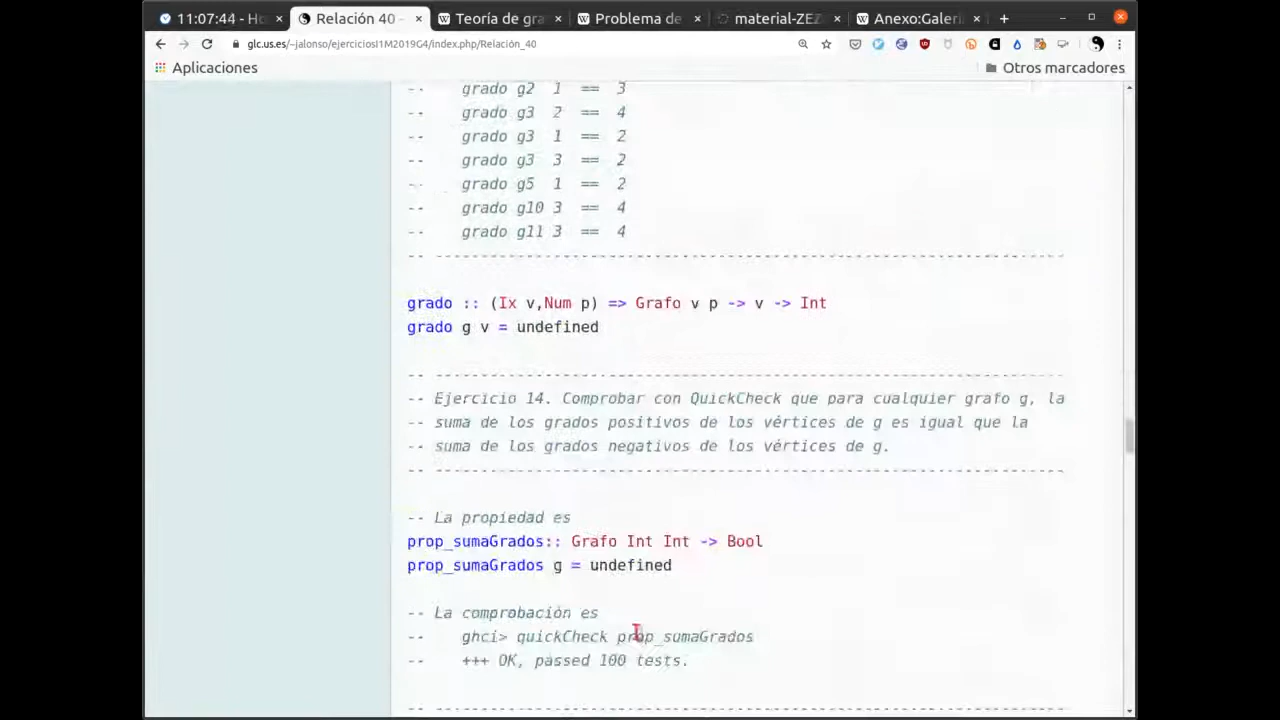 11:07:44 - Ho
Relación 40 -
Teoría de gra
Problema de
material-ZEZ
Anexo:Galerí
glc.us.es/~jalonso/ejerciciosI1M2019G4/index.php/Relación_40
Aplicaciones
Otros marcadores
-- grado g2 1 == 3
-- grado g3 2 == 4
-- grado g3 1 == 2
-- grado g3 3 == 2
-- grado g5 1 == 2
-- grado g10 3 == 4
-- grado g11 3 == 4
-- ---------------------------------------------------------------------
grado :: (Ix v,Num p) => Grafo v p -> v -> Int
grado g v = undefined
-- ---------------------------------------------------------------------
-- Ejercicio 14. Comprobar con QuickCheck que para cualquier grafo g, la
-- suma de los grados positivos de los vértices de g es igual que la
-- suma de los grados negativos de los vértices de g.
-- ---------------------------------------------------------------------
-- La propiedad es
prop_sumaGrados:: Grafo Int Int -> Bool
prop_sumaGrados g = undefined
-- La comprobación es
-- ghci> quickCheck prop_sumaGrados
-- +++ OK, passed 100 tests.
-- ---------------------------------------------------------------------